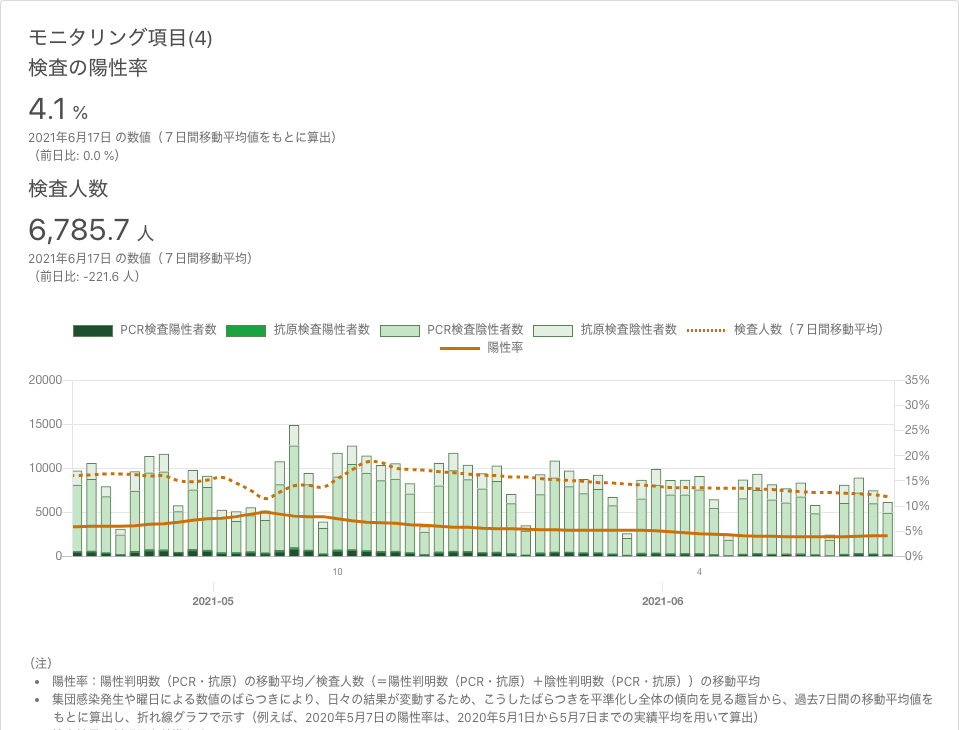 モニタリング項目(4)
検査の陽性率
4.1 %
2021年6月17日 の数値（７日間移動平均値をもとに算出）
（前日比: 0.0 %）
検査人数
6,785.7 人
2021年6月17日 の数値（７日間移動平均）
（前日比: -221.6 人）
PCR検査陽性者数 抗原検査陽性者数 PCR検査陰性者数 抗原検査陰性者数 検査人数（７日間移動平均）
陽性率
20000 35%
30%
15000 25%
20%
10000 15%
5000 10%
5%
0 0%
10 4
2021-05 2021-06
（注）
• 陽性率：陽性判明数（PCR・抗原）の移動平均／検査人数（＝陽性判明数（PCR・抗原）＋陰性判明数（PCR・抗原））の移動平均
• 集団感染発生や曜日による数値のばらつきにより、日々の結果が変動するため、こうしたばらつきを平準化し全体の傾向を見る趣旨から、過去7日間の移動平均値を
もとに算出し、折れ線グラフで示す（例えば、2020年5月7日の陽性率は、2020年5月1日から5月7日までの実績平均を用いて算出）